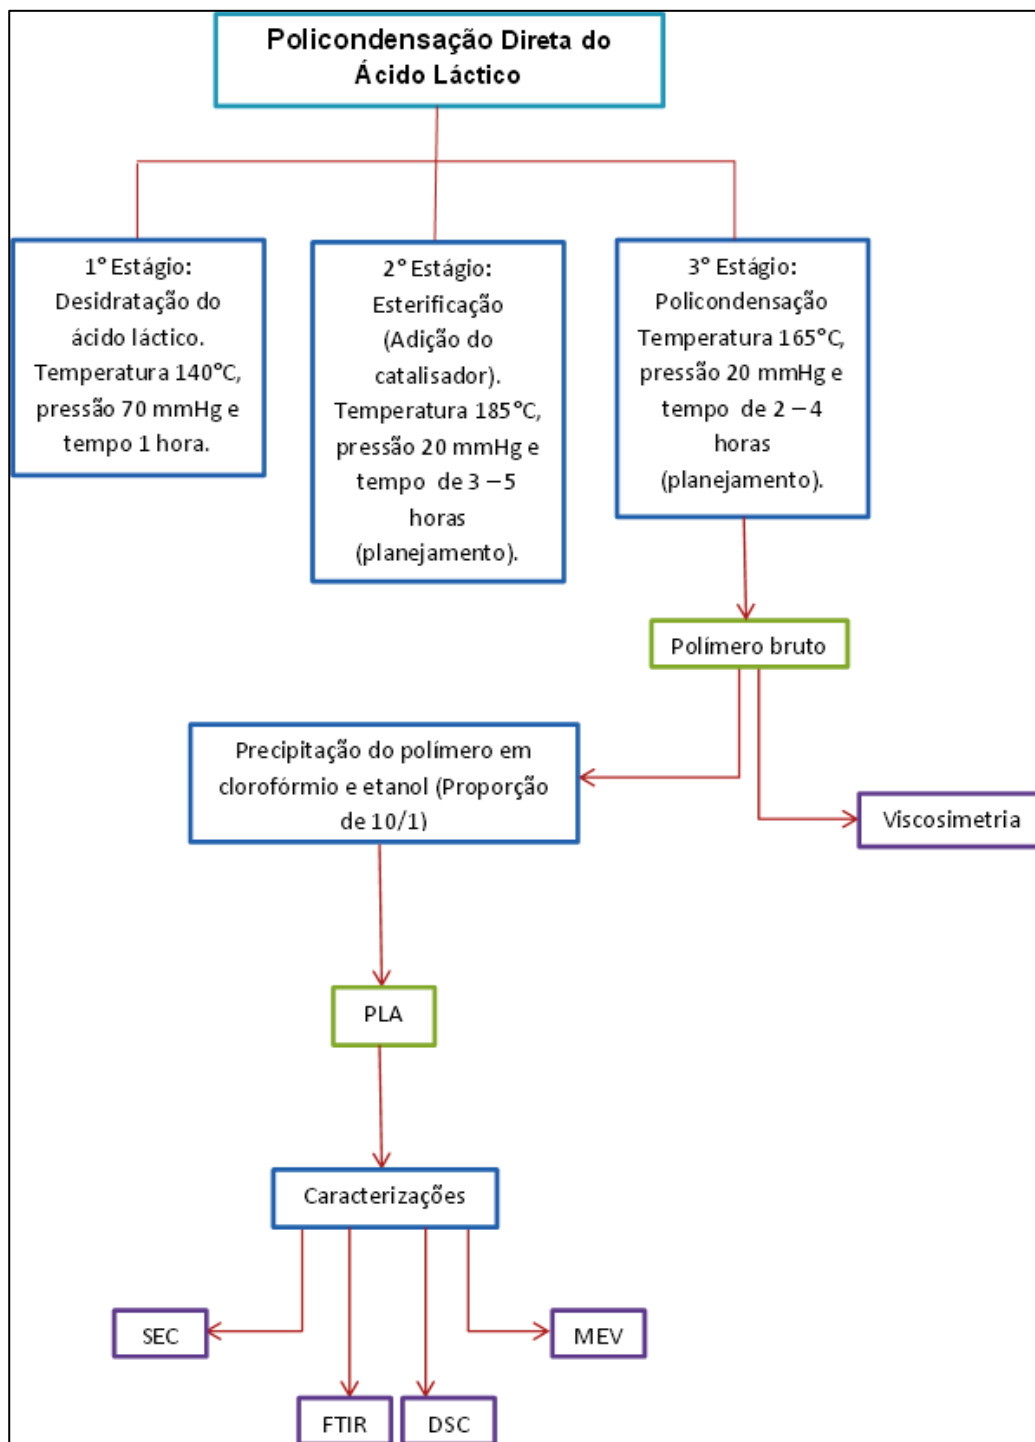 Policondensação Direta do
Ácido Láctico
1° Estágio:
Desidratação do
ácido láctico.
Temperatura 140°C,
pressão 70 mmHg e
tempo 1 hora.
2° Estágio:
Esterificação
(Adição do
catalisador).
Temperatura 185°C,
pressão 20 mmHg e
tempo de 3 – 5
horas
(planejamento).
3° Estágio:
Policondensação
Temperatura 165°C,
pressão 20 mmHg e
tempo de 2 – 4
horas
(planejamento).
Polímero bruto
Precipitação do polímero em
clorofórmio e etanol (Proporção
de 10/1)
Viscosimetria
PLA
Caracterizações
SEC
MEV
FTIR
DSC